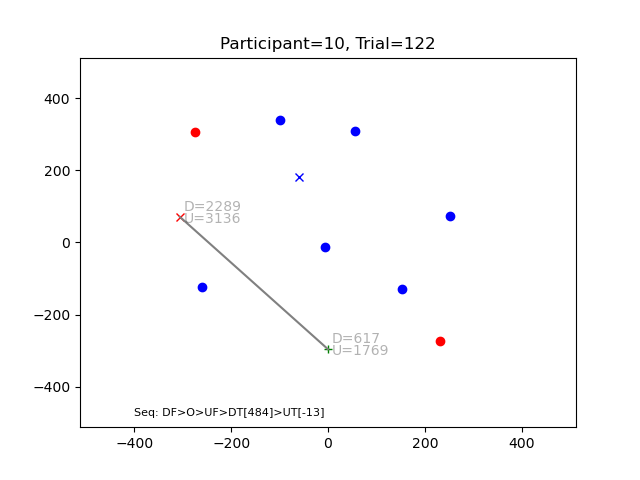 Participant=10, Trial=122
400
200
0
−200
−400
D=2289
U=3136
D=617
U=1769
Seq: DF>O>UF>DT[484]>UT[-13]
−400
−200
0
200
400